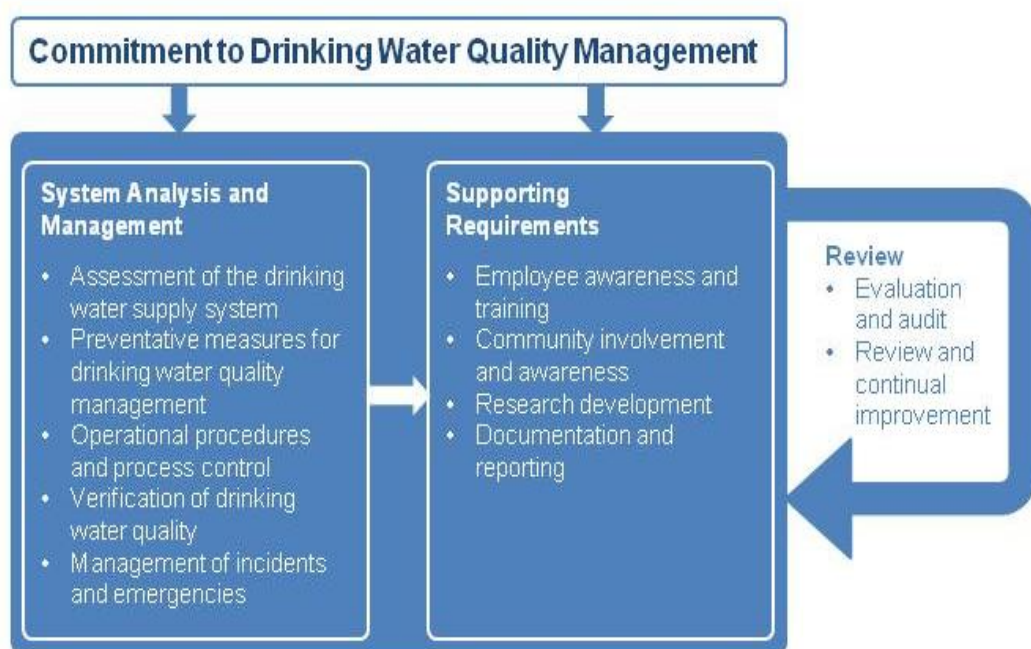 Commitment to Drinking Water Quality Management
System Analysis and
Management
• Assessment of the drinking
water supply system
• Preventative measures for
drinking water quality
management
• Operational procedures
and process control
• Verification of drinking
water quality
• Management of incidents
and emergencies
Supporting
Requirements
• Employee awareness and
training
• Community involvement
and awareness
• Research development
• Documentation and
reporting
Review
• Evaluation
and audit
• Review and
continual
improvement